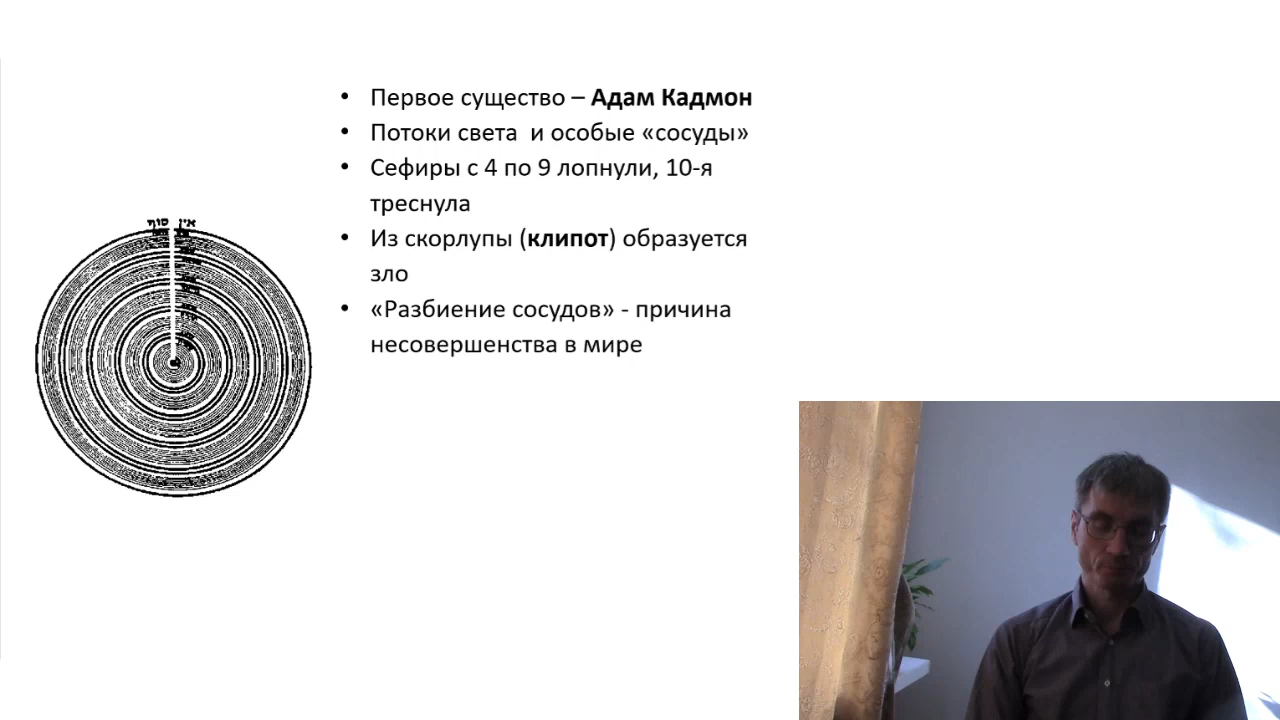 • Первое существо – Адам Кадмон
• Потоки света и особые «сосуды»
• Сефиры с 4 по 9 лопнули, 10-я
треснула
• Из скорлупы (клипот) образуется
зло
• «Разбиение сосудов» - причина
несовершенства в мире
אין סוף